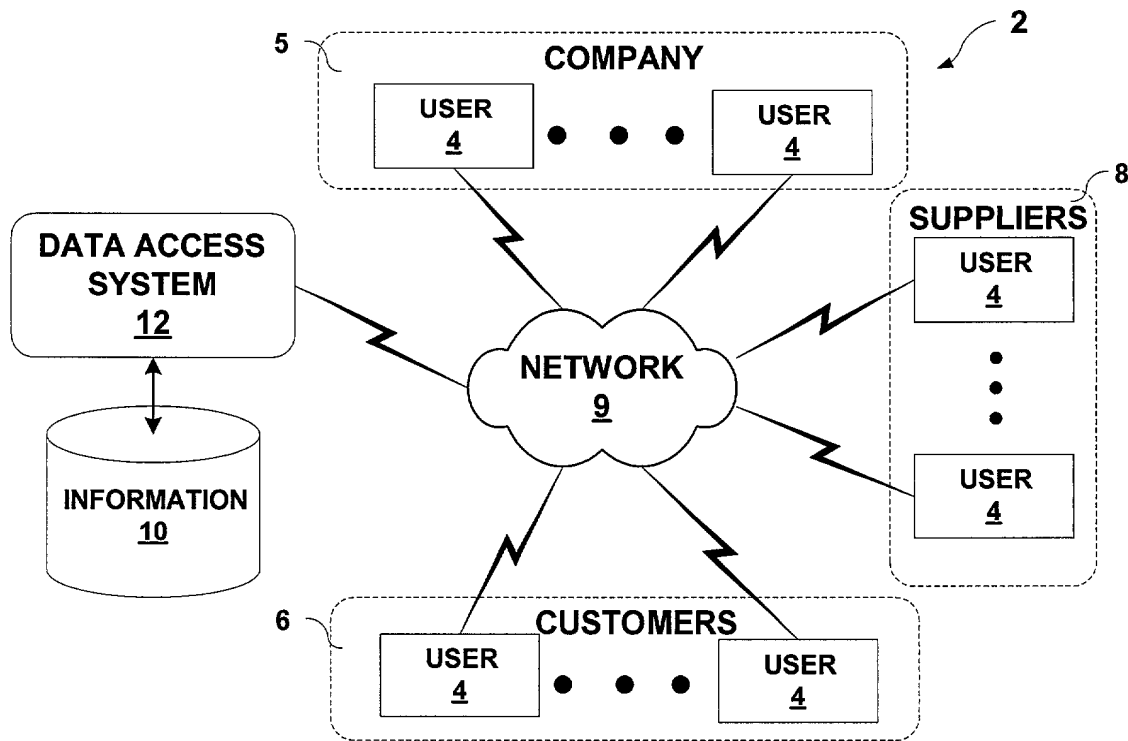 5
COMPANY
2
USER
4
USER
4
8
SUPPLIERS
USER
4
USER
4
DATA ACCESS
SYSTEM
12
NETWORK
9
INFORMATION
10
6
CUSTOMERS
USER
4
USER
4